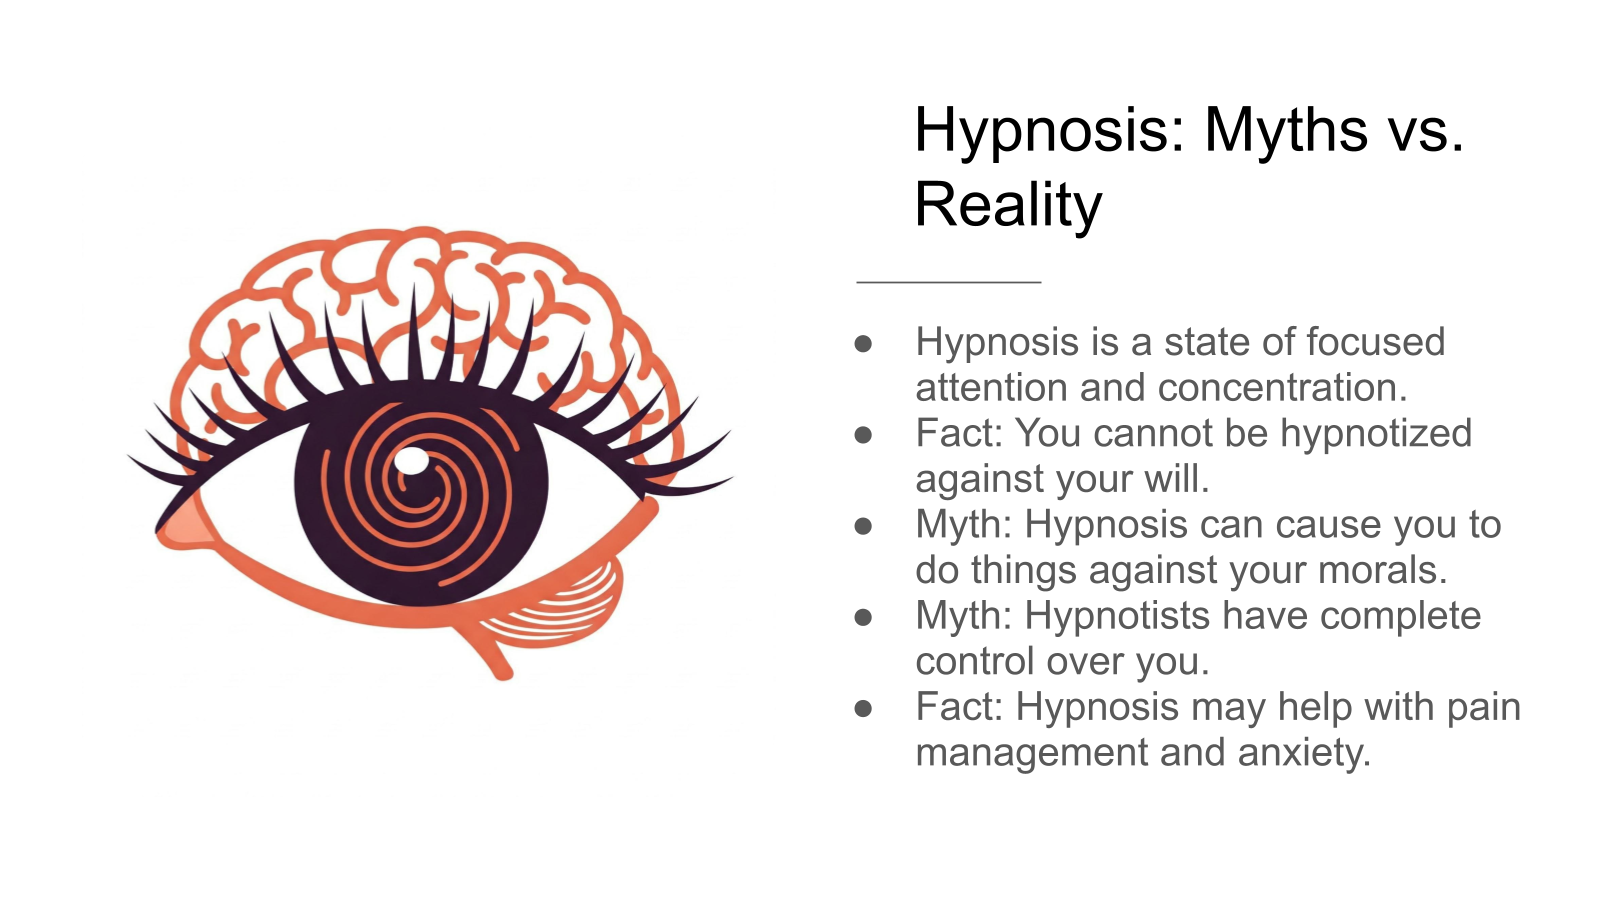 Hypnosis: Myths vs.
Reality
● Hypnosis is a state of focused
attention and concentration.
● Fact: You cannot be hypnotized
against your will.
● Myth: Hypnosis can cause you to
do things against your morals.
● Myth: Hypnotists have complete
control over you.
● Fact: Hypnosis may help with pain
management and anxiety.